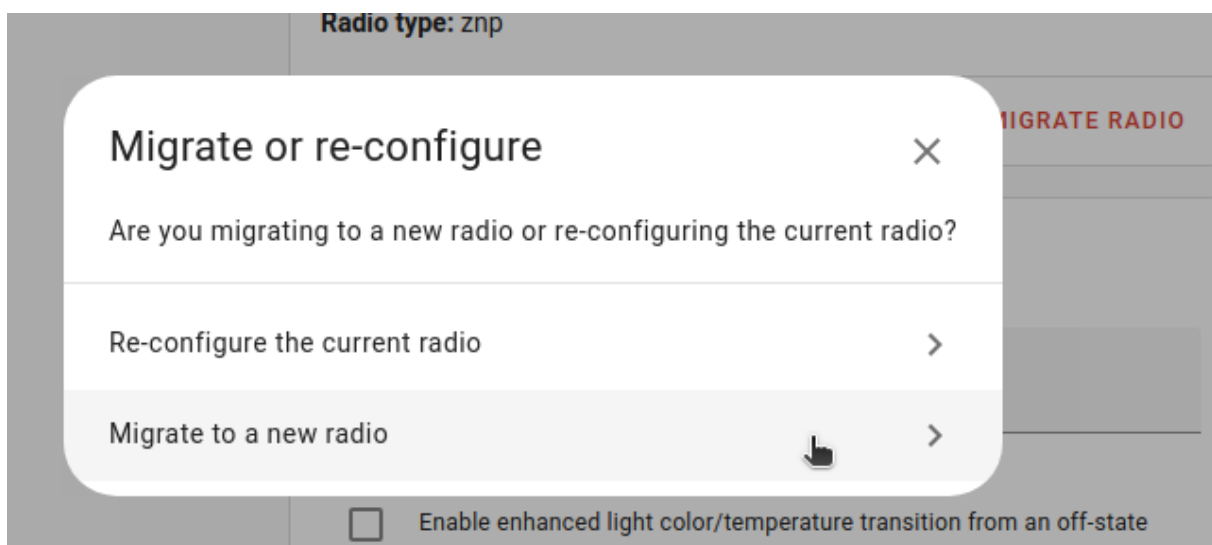 Radio type: znp
MIGRATE RADIO
Migrate or re-configure
Are you migrating to a new radio or re-configuring the current radio?
Re-configure the current radio
Migrate to a new radio
Enable enhanced light color/temperature transition from an off-state